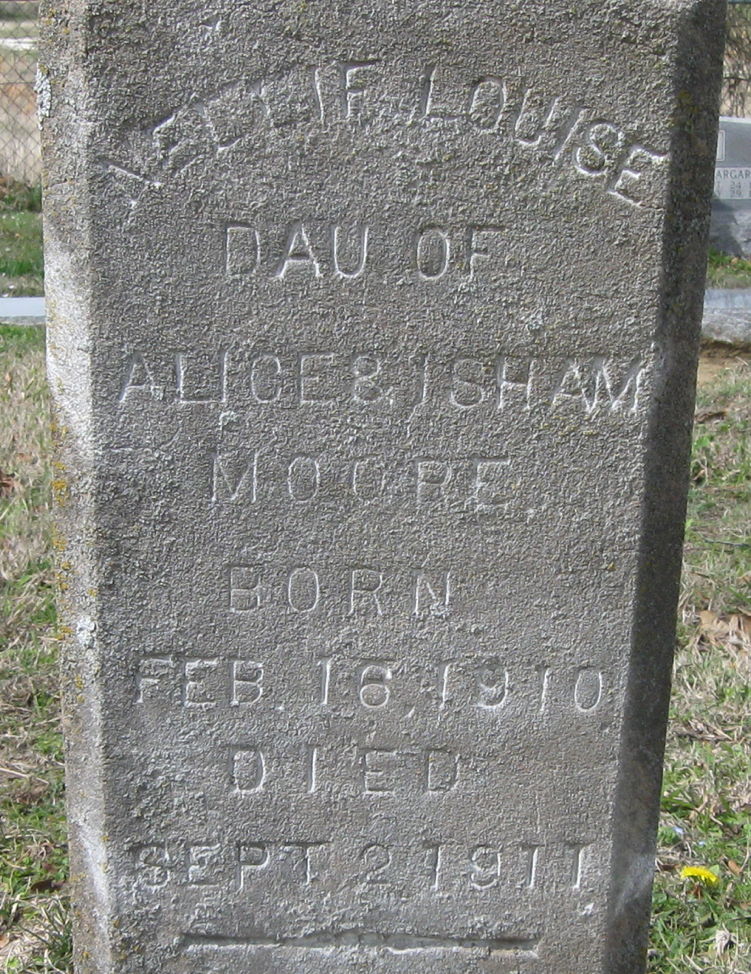 LOUISE
DAU. OF
ALICE & ISHAM
MOORE.
BORN
FEB. 16, 1910
DIED
SEPT. 2, 1911